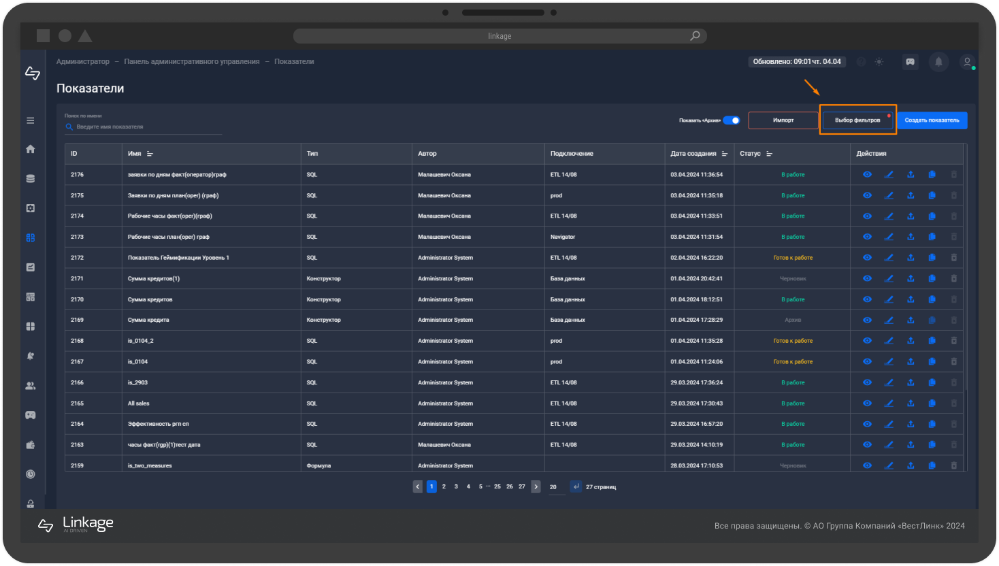 linkage
Администратор – Панель административного управления – Показатели
Обновлено: 09:01 чт. 04.04
Показатели
Поиск по имени
Введите имя показателя
Показать «Архив»
Импорт
Выбор фильтров
Создать показатель
ID Имя Тип Автор Подключение Дата создания Статус Действия
2176 заявки по дням факт(оператор)граф SQL Малашевич Оксана ETL 14/08 03.04.2024 11:36:54 В работе
2175 Заявки по дням план(oper) (граф) SQL Малашевич Оксана prod 03.04.2024 11:35:18 В работе
2174 Рабочие часы факт(oper)(граф) SQL Малашевич Оксана ETL 14/08 03.04.2024 11:33:51 В работе
2173 Рабочие часы план(oper) граф SQL Малашевич Оксана Navigator 03.04.2024 11:31:54 В работе
2172 Показатель Геймификации Уровень 1 SQL Administrator System ETL 14/08 02.04.2024 16:22:20 Готов к работе
2171 Сумма кредитов(1) Конструктор Administrator System База данных 01.04.2024 20:42:41 Черновик
2170 Сумма кредитов Конструктор Administrator System База данных 01.04.2024 18:12:51 В работе
2169 Сумма кредита Конструктор Administrator System База данных 01.04.2024 17:28:29 Архив
2168 is_0104_2 SQL Administrator System prod 01.04.2024 11:35:28 Готов к работе
2167 is_0104 SQL Administrator System prod 01.04.2024 11:24:06 Готов к работе
2166 is_2903 SQL Administrator System ETL 14/08 29.03.2024 17:36:24 В работе
2165 All sales SQL Administrator System ETL 14/08 29.03.2024 17:30:43 В работе
2164 Эффективность ргп сп SQL Administrator System ETL 14/08 29.03.2024 16:57:20 В работе
2163 часы факт(rgp)(1)тест дата SQL Малашевич Оксана ETL 14/08 29.03.2024 14:10:19 В работе
2159 is_two_measures Формула Administrator System 28.03.2024 17:10:53 Черновик
1 2 3 4 5 ... 25 26 27 20 27 страниц
Linkage
AI DRIVEN
Все права защищены. © АО Группа Компаний «ВестЛинк» 2024